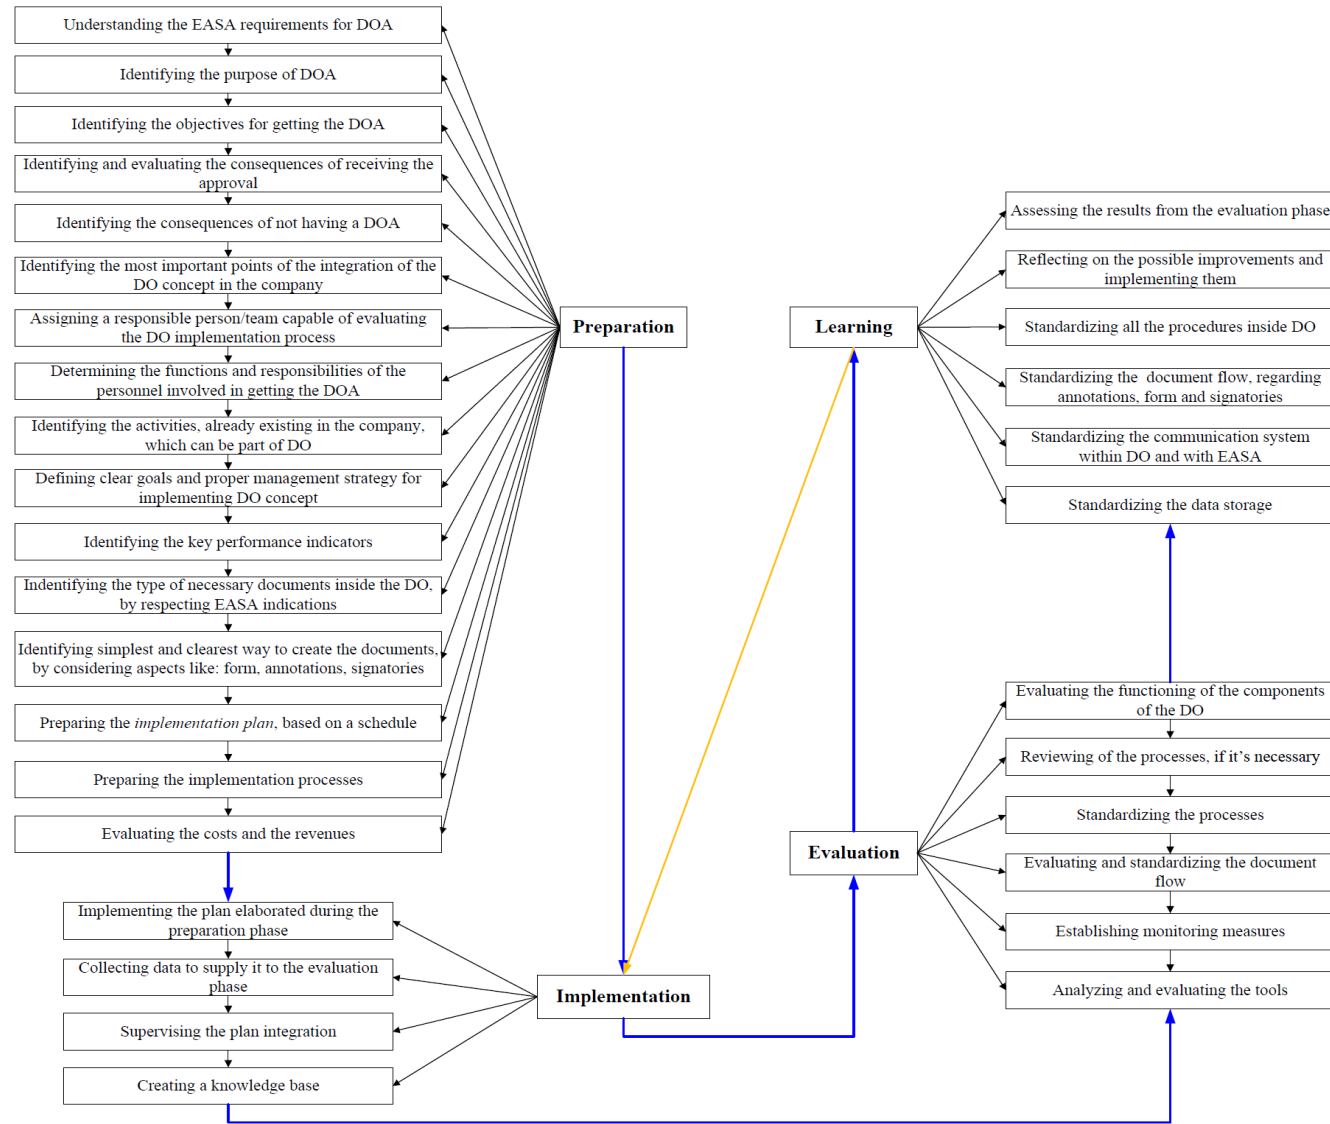 Understanding the EASA requirements for DOA
Identifying the purpose of DOA
Identifying the objectives for getting the DOA
Identifying and evaluating the consequences of receiving the
approval
Identifying the consequences of not having a DOA
Identifying the most important points of the integration of the
DO concept in the company
Assigning a responsible person/team capable of evaluating
the DO implementation process
Determining the functions and responsibilities of the
personnel involved in getting the DOA
Identifying the activities, already existing in the company,
which can be part of DO
Defining clear goals and proper management strategy for
implementing DO concept
Identifying the key performance indicators
Indentifying the type of necessary documents inside the DO,
by respecting EASA indications
Identifying simplest and clearest way to create the documents,
by considering aspects like: form, annotations, signatories
Preparing the implementation plan, based on a schedule
Preparing the implementation processes
Evaluating the costs and the revenues
Implementing the plan elaborated during the
preparation phase
Collecting data to supply it to the evaluation
phase
Supervising the plan integration
Creating a knowledge base
Preparation
Implementation
Learning
Evaluation
Assessing the results from the evaluation phase
Reflecting on the possible improvements and
implementing them
Standardizing all the procedures inside DO
Standardizing the document flow, regarding
annotations, form and signatories
Standardizing the communication system
within DO and with EASA
Standardizing the data storage
Evaluating the functioning of the components
of the DO
Reviewing of the processes, if it's necessary
Standardizing the processes
Evaluating and standardizing the document
flow
Establishing monitoring measures
Analyzing and evaluating the tools